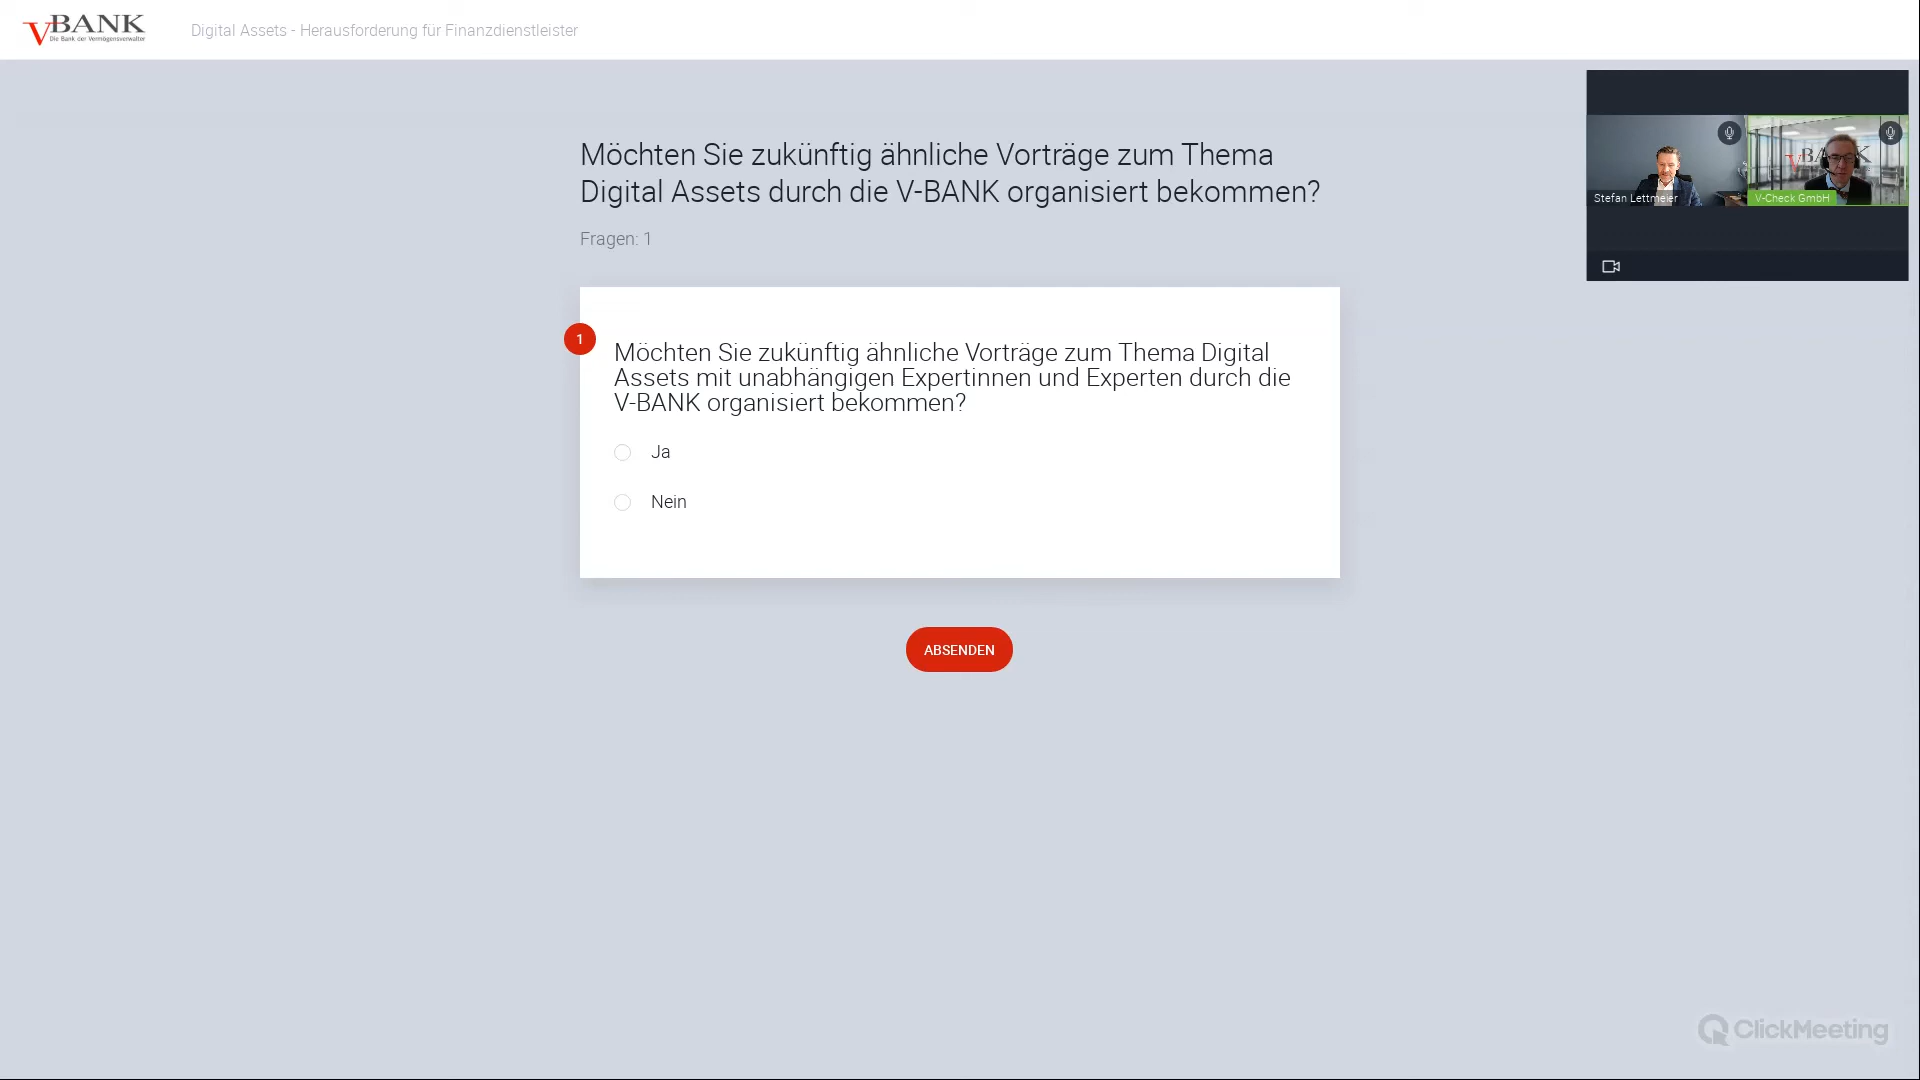 VBANK
Die Bank der Vermögensverwalter
Digital Assets - Herausforderung für Finanzdienstleister
Möchten Sie zukünftig ähnliche Vorträge zum Thema
Digital Assets durch die V-BANK organisiert bekommen?
Fragen: 1
Stefan Lettmeier
V-Check GmbH
1
Möchten Sie zukünftig ähnliche Vorträge zum Thema Digital
Assets mit unabhängigen Expertinnen und Experten durch die
V-BANK organisiert bekommen?
Ja
Nein
ABSENDEN
ClickMeeting